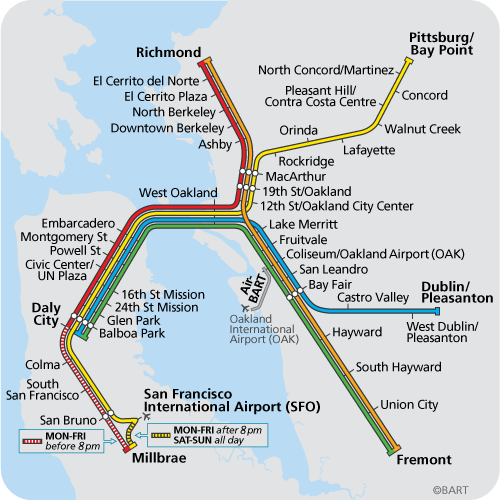 Richmond
El Cerrito del Norte
El Cerrito Plaza
North Berkeley
Downtown Berkeley
Ashby
Pittsburg/
Bay Point
North Concord/Martinez
Concord
Pleasant Hill/
Contra Costa Centre
Walnut Creek
Lafayette
Orinda
Rockridge
MacArthur
19th St/Oakland
12th St/Oakland City Center
West Oakland
Lake Merritt
Fruitvale
Coliseum/Oakland Airport (OAK)
San Leandro
Bay Fair
Air-
BART
Oakland
International
Airport (OAK)
Castro Valley
Dublin/
Pleasanton
West Dublin/
Pleasanton
Hayward
South Hayward
Union City
Fremont
Embarcadero
Montgomery St
Powell St
Civic Center/
UN Plaza
16th St Mission
24th St Mission
Glen Park
Balboa Park
Daly
City
Colma
South
San Francisco
San Bruno
San Francisco
International Airport (SFO)
MON-FRI
before 8pm
MON-FRI after 8pm
SAT-SUN all day
Millbrae
©BART